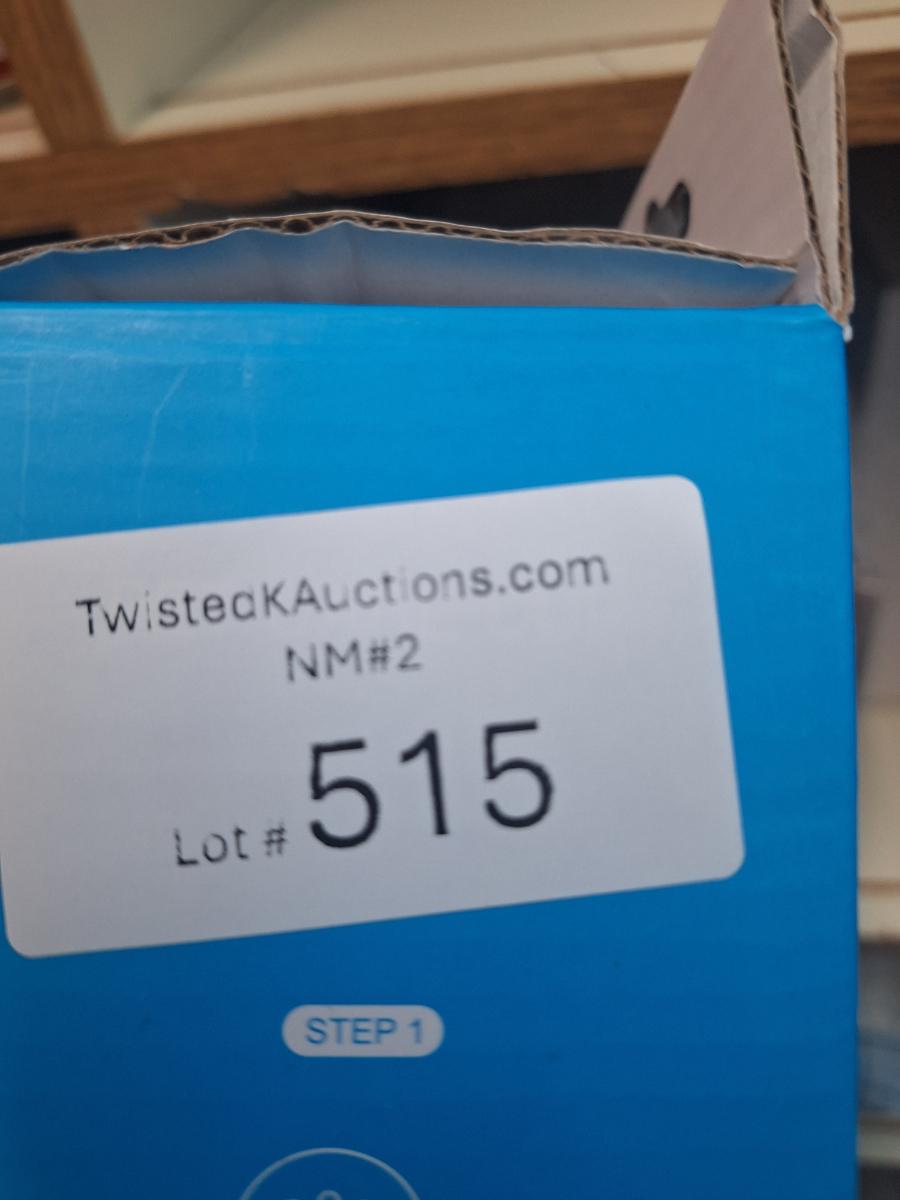 TwistedKAuctions.com
NM#2
Lot # 515
STEP 1